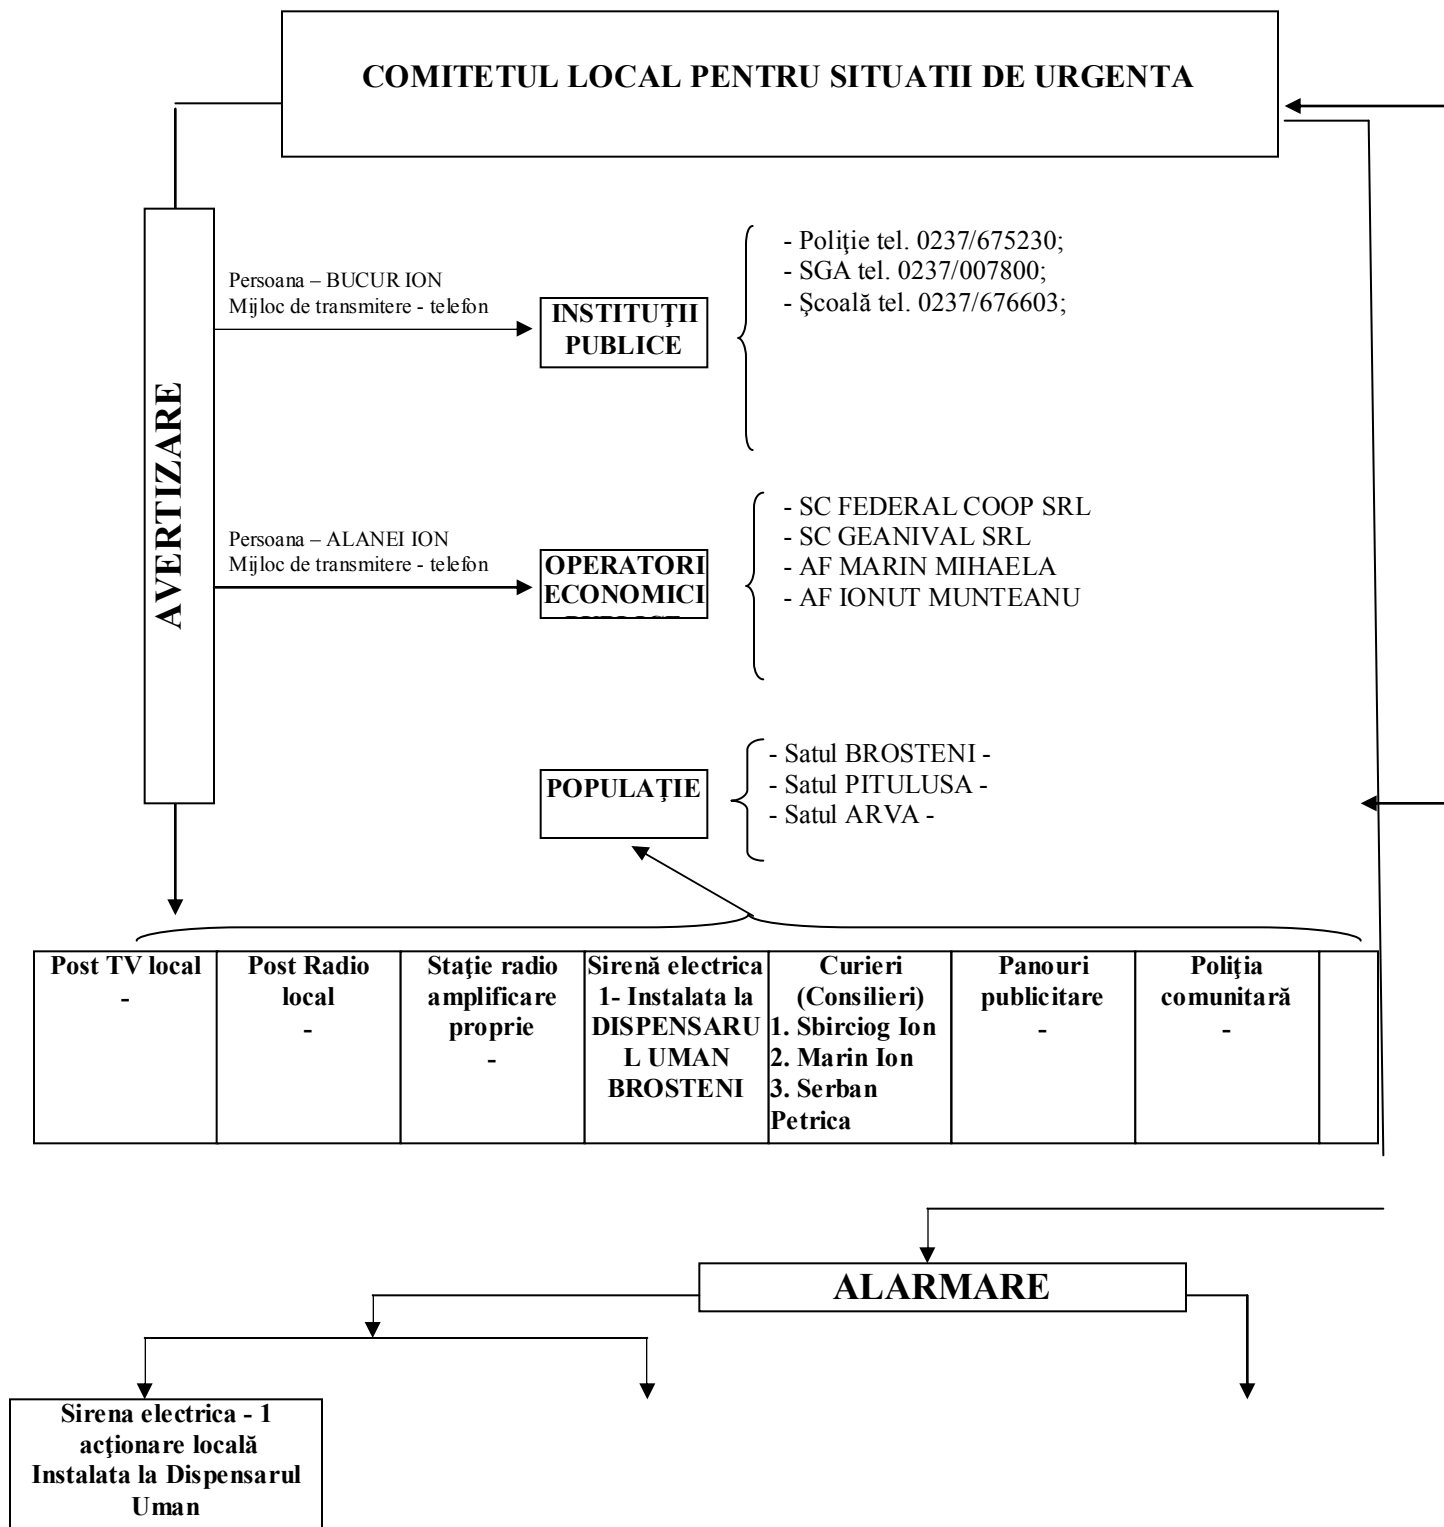 COMITETUL LOCAL PENTRU SITUATII DE URGENTA
AVERTIZARE
Persoana – BUCUR ION
Mijloc de transmitere - telefon
INSTITUŢII
PUBLICE
- Poliţie tel. 0237/675230;
- SGA tel. 0237/007800;
- Şcoală tel. 0237/676603;
Persoana – ALANEI ION
Mijloc de transmitere - telefon
OPERATORI
ECONOMICI
- SC FEDERAL COOP SRL
- SC GEANIVAL SRL
- AF MARIN MIHAELA
- AF IONUT MUNTEANU
POPULAŢIE
- Satul BROSTENI -
- Satul PITULUSA -
- Satul ARVA -
Post TV local
-
Post Radio
local
-
Staţie radio
amplificare
proprie
-
Sirenă electrica
1- Instalata la
DISPENSARU
L UMAN
BROSTENI
Curieri
(Consilieri)
1. Sbirciog Ion
2. Marin Ion
3. Serban
Petrica
Panouri
publicitare
-
Poliţia
comunitară
-
ALARMARE
Sirena electrica - 1
acţionare locală
Instalata la Dispensarul
Uman